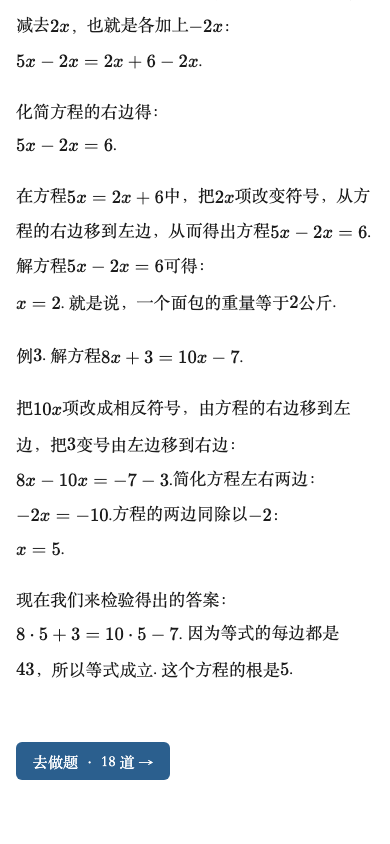 减去2x，也就是各加上−2x：
5x − 2x = 2x + 6 − 2x.
化简方程的右边得：
5x − 2x = 6.
在方程5x = 2x + 6中，把2x项改变符号，从方
程的右边移到左边，从而得出方程5x − 2x = 6.
解方程5x − 2x = 6可得：
x = 2. 就是说，一个面包的重量等于2公斤.
例3. 解方程8x + 3 = 10x − 7.
把10x项改成相反符号，由方程的右边移到左
边，把3变号由左边移到右边：
8x − 10x = −7 − 3.简化方程左右两边：
−2x = −10.方程的两边同除以−2：
x = 5.
现在我们来检验得出的答案：
8 · 5 + 3 = 10 · 5 − 7. 因为等式的每边都是
43，所以等式成立. 这个方程的根是5.
去做题 · 18 道 →